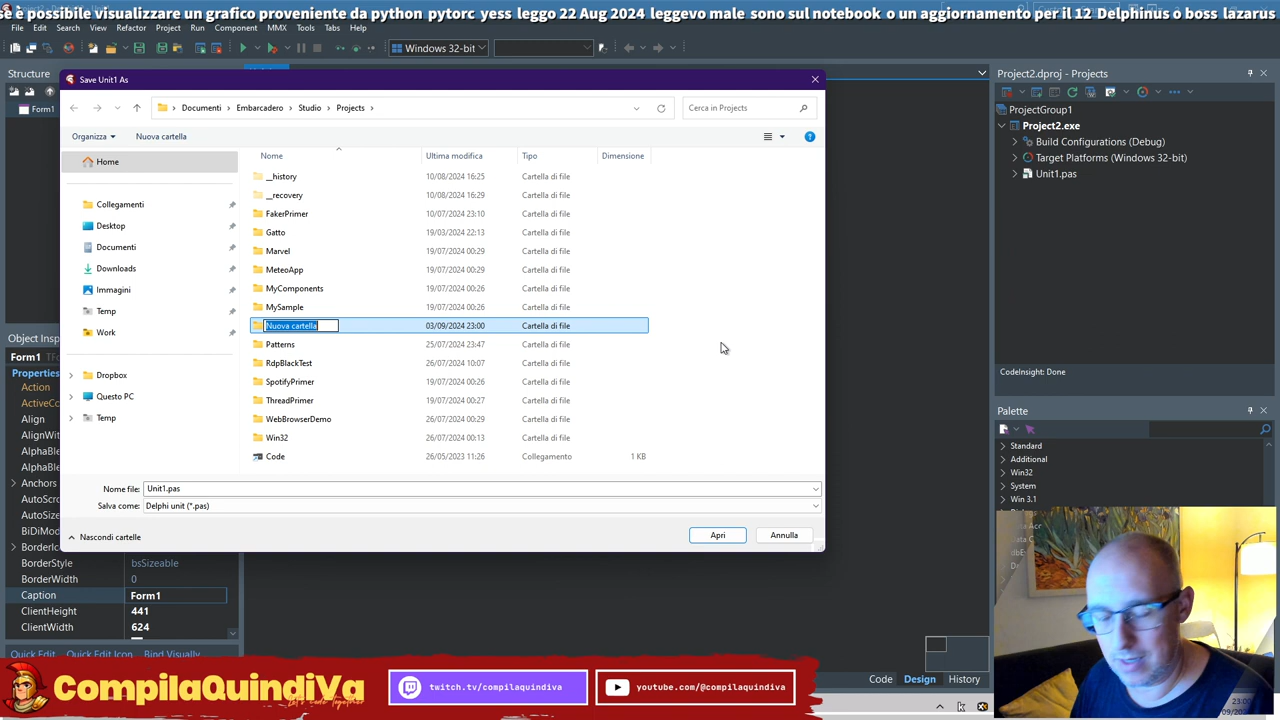 se è possibile visualizzare un grafico proveniente da python pytorc yess leggo 22 Aug 2024 leggevo male sono sul notebook o un aggiornamento per il 12 Delphinus o boss lazarus
File Edit Search View Refactor Project Run Component MMX Tools Tabs Help
Windows 32-bit
Structure
Form1
Save Unit1 As
Documenti > Embarcadero > Studio > Projects >
Cerca in Projects
Organizza
Nuova cartella
Home
Collegamenti
Desktop
Documenti
Downloads
Immagini
Temp
Work
Dropbox
Questo PC
Temp
Nome Ultima modifica Tipo Dimensione
__history 10/08/2024 16:25 Cartella di file
__recovery 10/08/2024 16:29 Cartella di file
FakerPrimer 10/07/2024 23:10 Cartella di file
Gatto 19/03/2024 22:13 Cartella di file
Marvel 19/07/2024 00:29 Cartella di file
MeteoApp 19/07/2024 00:29 Cartella di file
MyComponents 19/07/2024 00:26 Cartella di file
MySample 19/07/2024 00:26 Cartella di file
Nuova cartella 03/09/2024 23:00 Cartella di file
Patterns 25/07/2024 23:47 Cartella di file
RdpBlackTest 26/07/2024 10:07 Cartella di file
SpotifyPrimer 19/07/2024 00:26 Cartella di file
ThreadPrimer 19/07/2024 00:27 Cartella di file
WebBrowserDemo 26/07/2024 00:29 Cartella di file
Win32 26/07/2024 00:13 Cartella di file
Code 26/05/2023 11:26 Collegamento 1 KB
Nome file: Unit1.pas
Salva come: Delphi unit (*.pas)
Nascondi cartelle
Apri
Annulla
Object Insp
Form1
Properties
Action
ActiveCo
Align
AlignWit
AlphaBle
AlphaBle
Anchors
AutoScro
AutoSize
BiDiMod
BorderIc
BorderStyle bsSizeable
BorderWidth 0
Caption Form1
ClientHeight 441
ClientWidth 624
Quick Edit Quick Edit Icon Bind Visually
Project2.dproj - Projects
ProjectGroup1
Project2.exe
Build Configurations (Debug)
Target Platforms (Windows 32-bit)
Unit1.pas
CodeInsight: Done
Palette
Standard
Additional
Win32
System
Win 3.1
Code Design History
CompilaQuindiVa
Let's Code Together
twitch.tv/compilaquindiva
youtube.com/@compilaquindiva